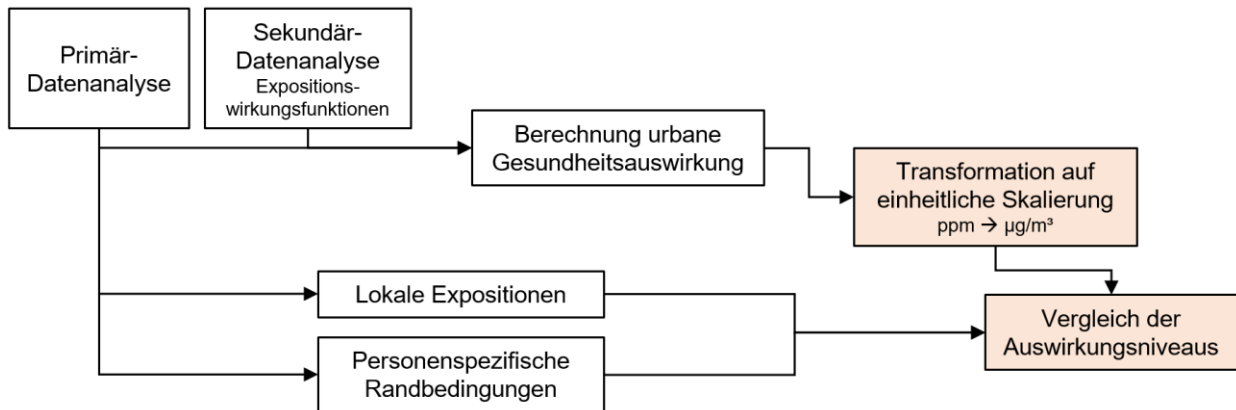 Primär-
Datenanalyse
Sekundär-
Datenanalyse
Expositions-
wirkungsfunktionen
Berechnung urbane
Gesundheitsauswirkung
Transformation auf
einheitliche Skalierung
ppm → µg/m³
Lokale Expositionen
Personenspezifische
Randbedingungen
Vergleich der
Auswirkungsniveaus